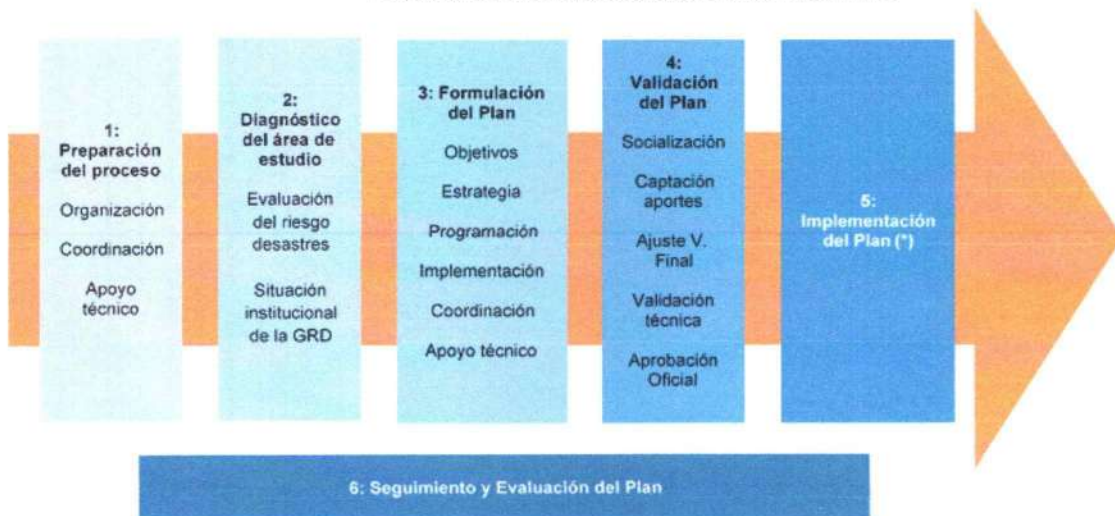 1:
Preparación
del proceso
Organización
Coordinación
Apoyo
técnico
2:
Diagnóstico
del área de
estudio
Evaluación
del riesgo
desastres
Situación
institucional
de la GRD
3: Formulación
del Plan
Objetivos
Estrategia
Programación
Implementación
Coordinación
Apoyo técnico
4:
Validación
del Plan
Socialización
Captación
aportes
Ajuste V.
Final
Validación
técnica
Aprobación
Oficial
5:
Implementación
del Plan (*)
6: Seguimiento y Evaluación del Plan